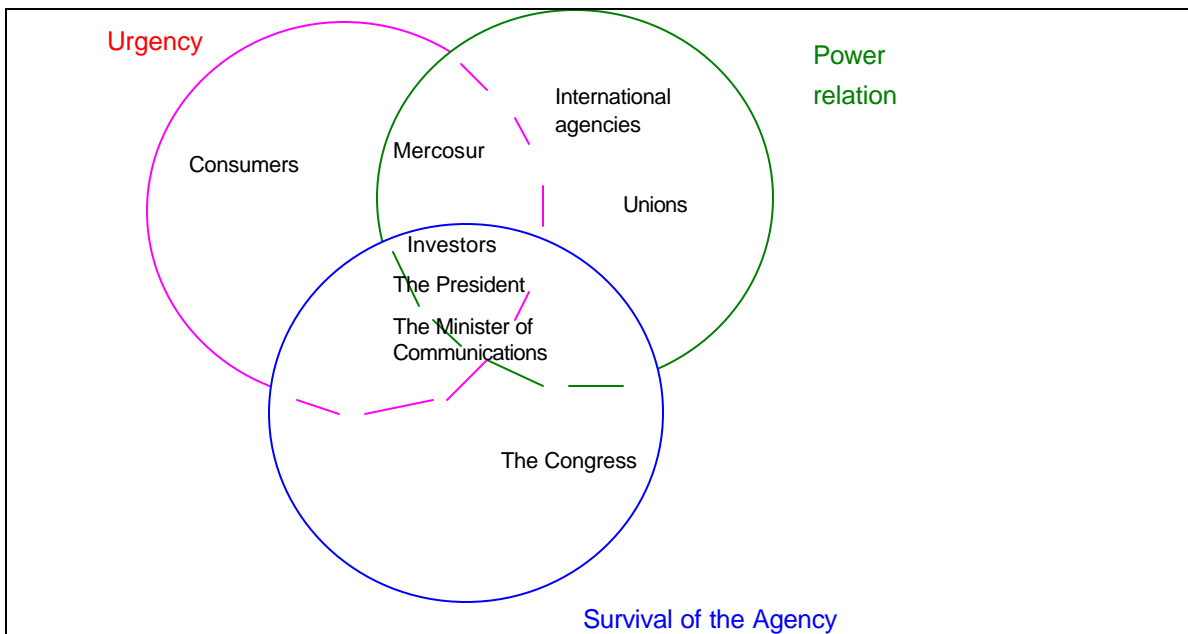 Urgency
Power
relation
International
agencies
Mercosur
Consumers
Unions
Investors
The President
The Minister of
Communications
The Congress
Survival of the Agency